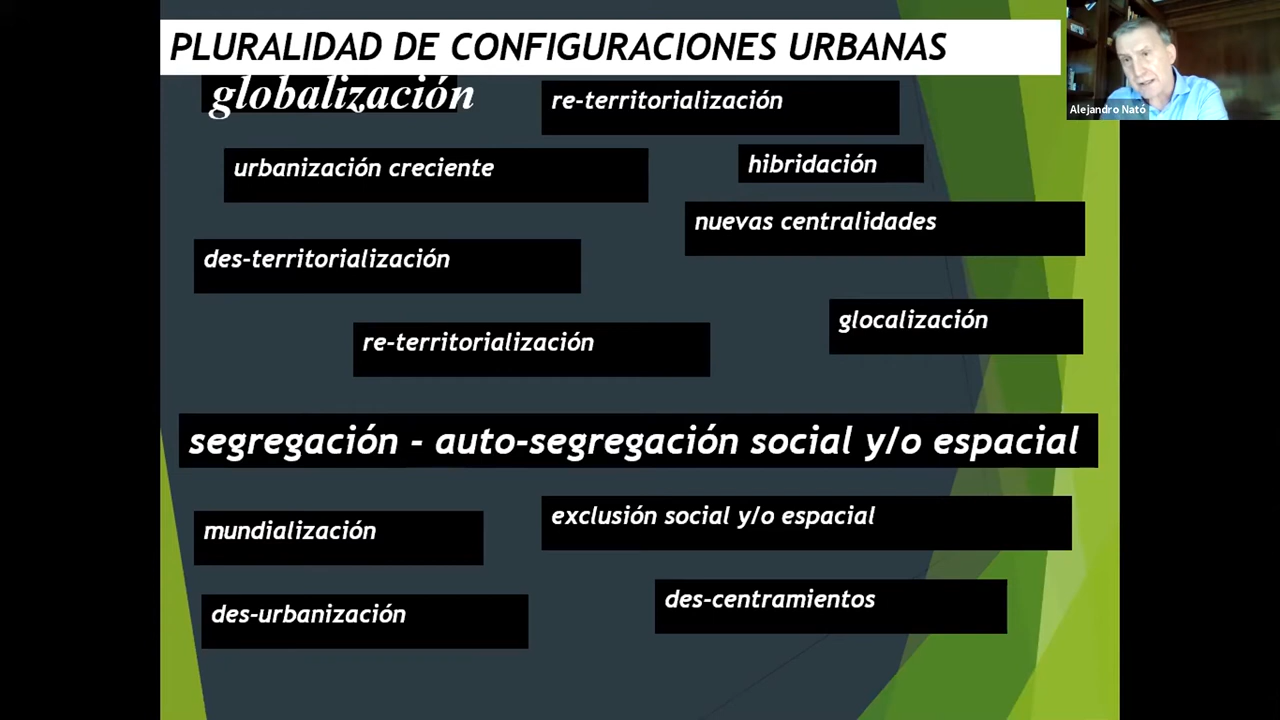 PLURALIDAD DE CONFIGURACIONES URBANAS
Alejandro Nató
globalización
re-territorialización
urbanización creciente
hibridación
nuevas centralidades
des-territorialización
glocalización
re-territorialización
segregación - auto-segregación social y/o espacial
mundialización
exclusión social y/o espacial
des-urbanización
des-centramientos